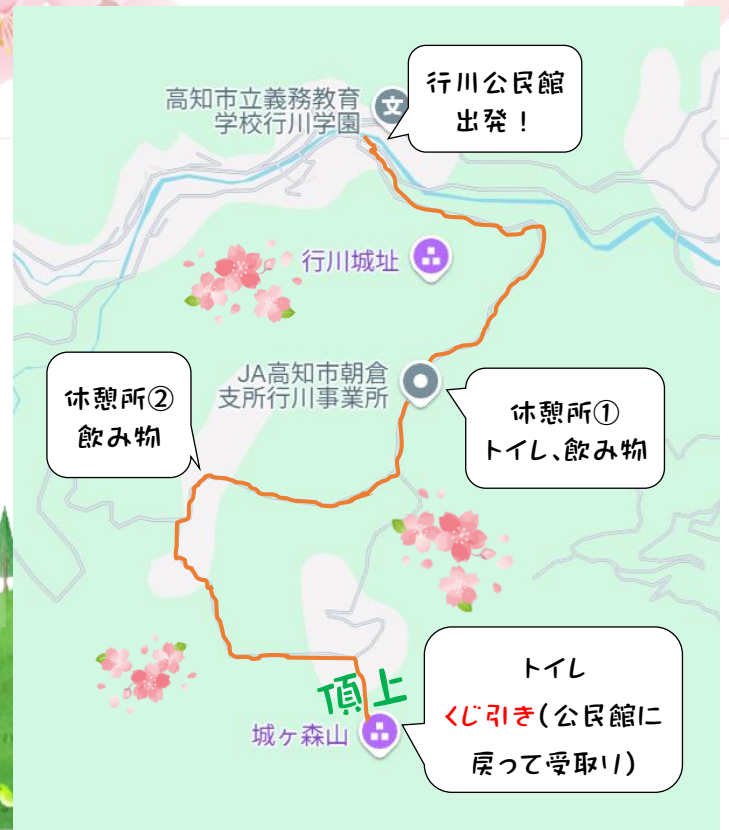 高知市立義務教育
学校行川学園
文
行川公民館
出発！
行川城址
JA高知市朝倉
支所行川事業所
休憩所①
トイレ、飲み物
休憩所②
飲み物
頂上
城ヶ森山
トイレ
くじ引き(公民館に
戻って受取り)